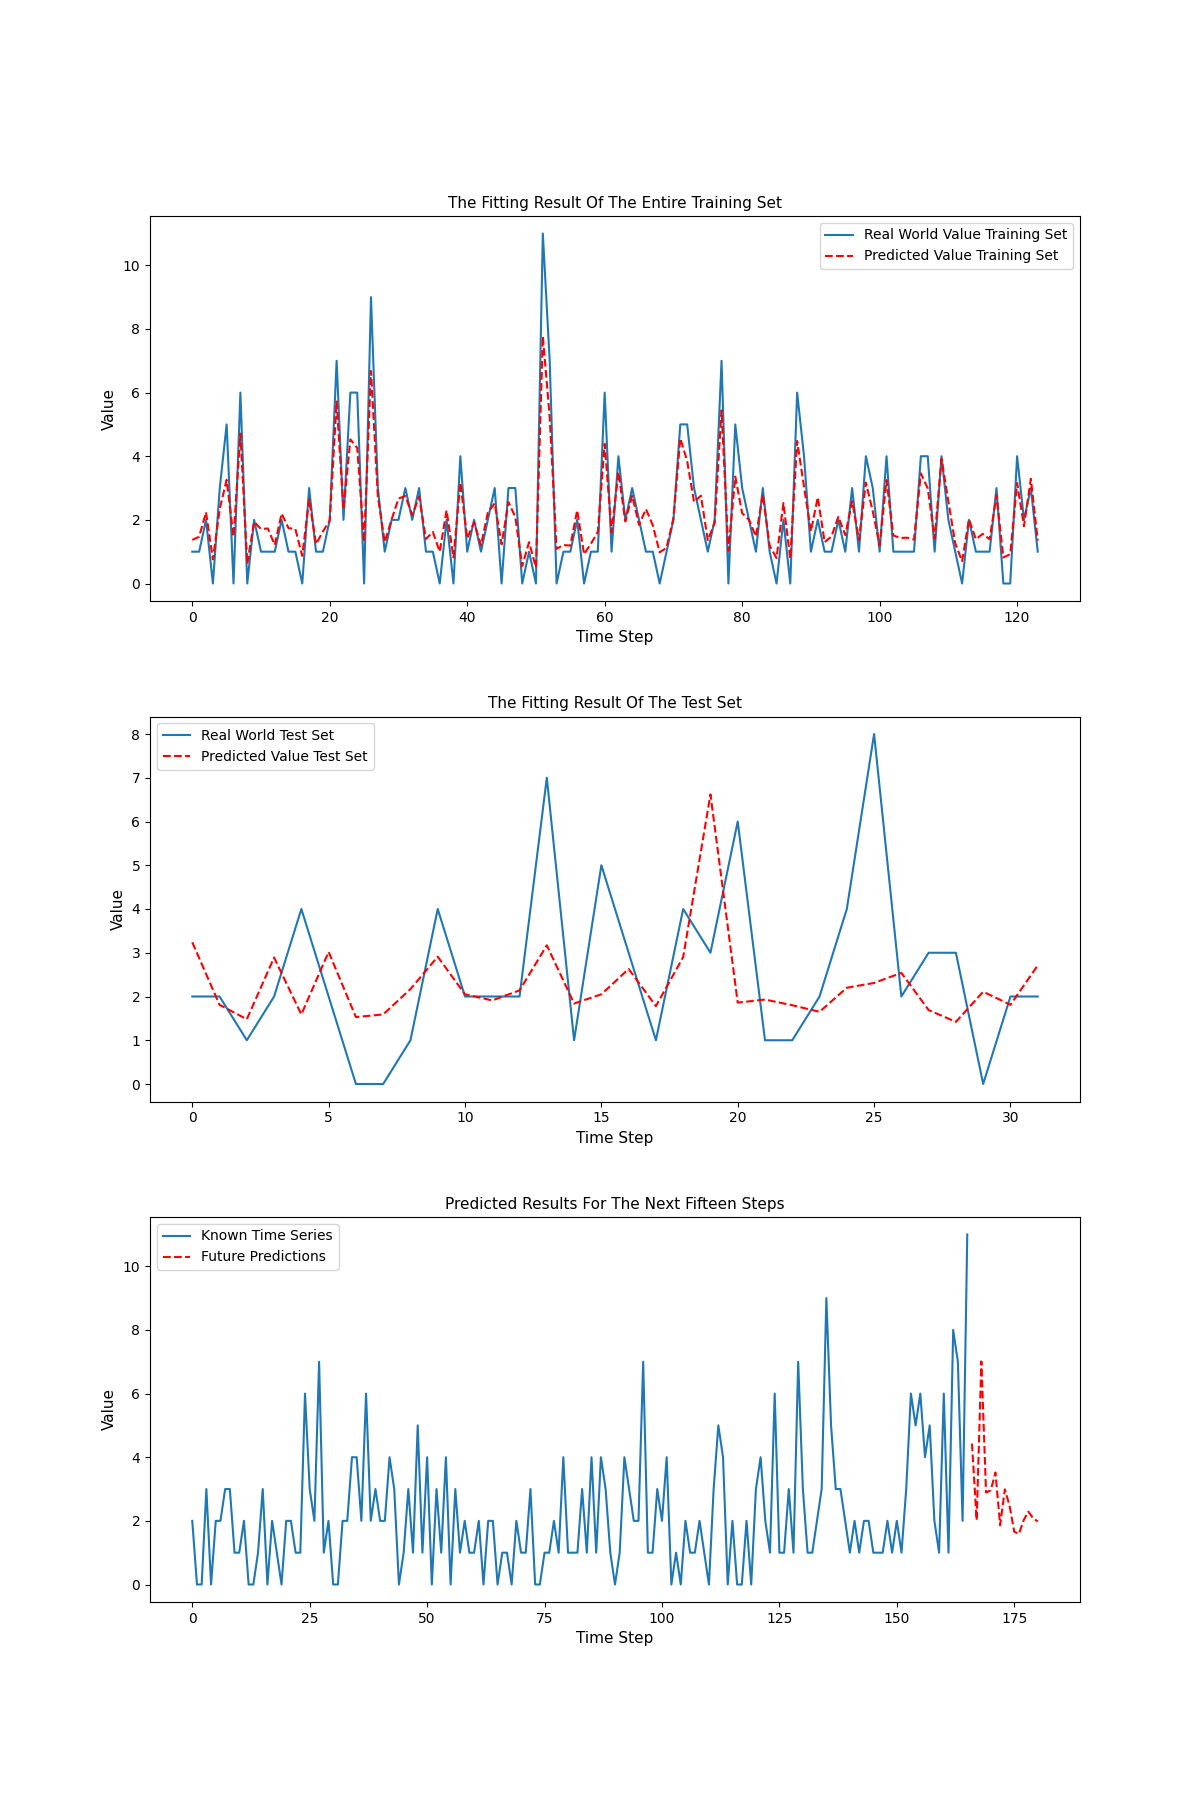 The Fitting Result Of The Entire Training Set
Real World Value Training Set
Predicted Value Training Set
Value
10
8
6
4
2
0
0 20 40 60 80 100 120
Time Step
The Fitting Result Of The Test Set
Real World Test Set
Predicted Value Test Set
Value
8
7
6
5
4
3
2
1
0
0 5 10 15 20 25 30
Time Step
Predicted Results For The Next Fifteen Steps
Known Time Series
Future Predictions
Value
10
8
6
4
2
0
0 25 50 75 100 125 150 175
Time Step